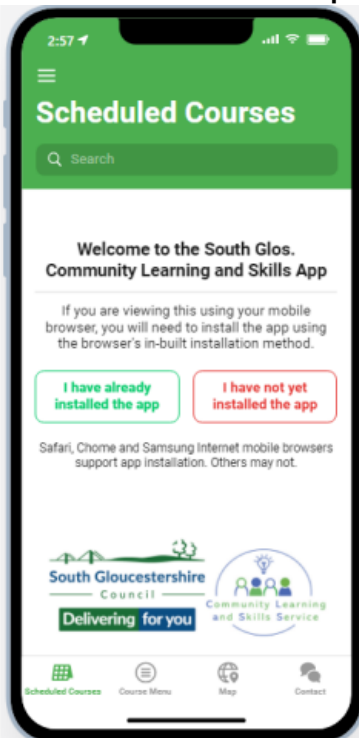 2:57
Scheduled Courses
Search
Welcome to the South Glos.
Community Learning and Skills App
If you are viewing this using your mobile
browser, you will need to install the app using
the browser's in-built installation method.
I have already
installed the app
I have not yet
installed the app
Safari, Chome and Samsung Internet mobile browsers
support app installation. Others may not.
South Gloucestershire
Council
Delivering for you
Community Learning
and Skills Service
Scheduled Courses
Course Menu
Map
Contact